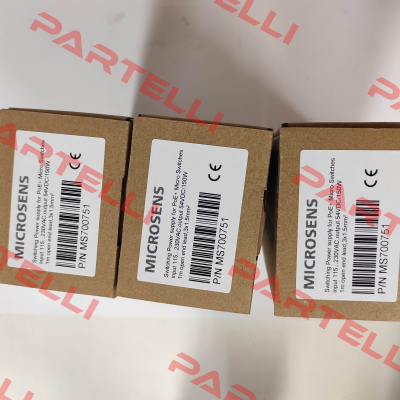 PARTELLI
MICROSENS
Switching Power supply for PoE+ Micro Switches
input 115...230VAC,output 54VDC/150W
1m open end lead,3x1.5mm²
P/N MS700751
CE
MICROSENS
Switching Power supply for PoE+ Micro Switches
input 115...230VAC,output 54VDC/150W
1m open end lead,3x1.5mm²
P/N MS700751
CE
MICROSENS
Switching Power supply for PoE+ Micro Switches
input 115...230VAC,output 54VDC/150W
1m open end lead,3x1.5mm²
P/N MS700751
CE
PARTELLI